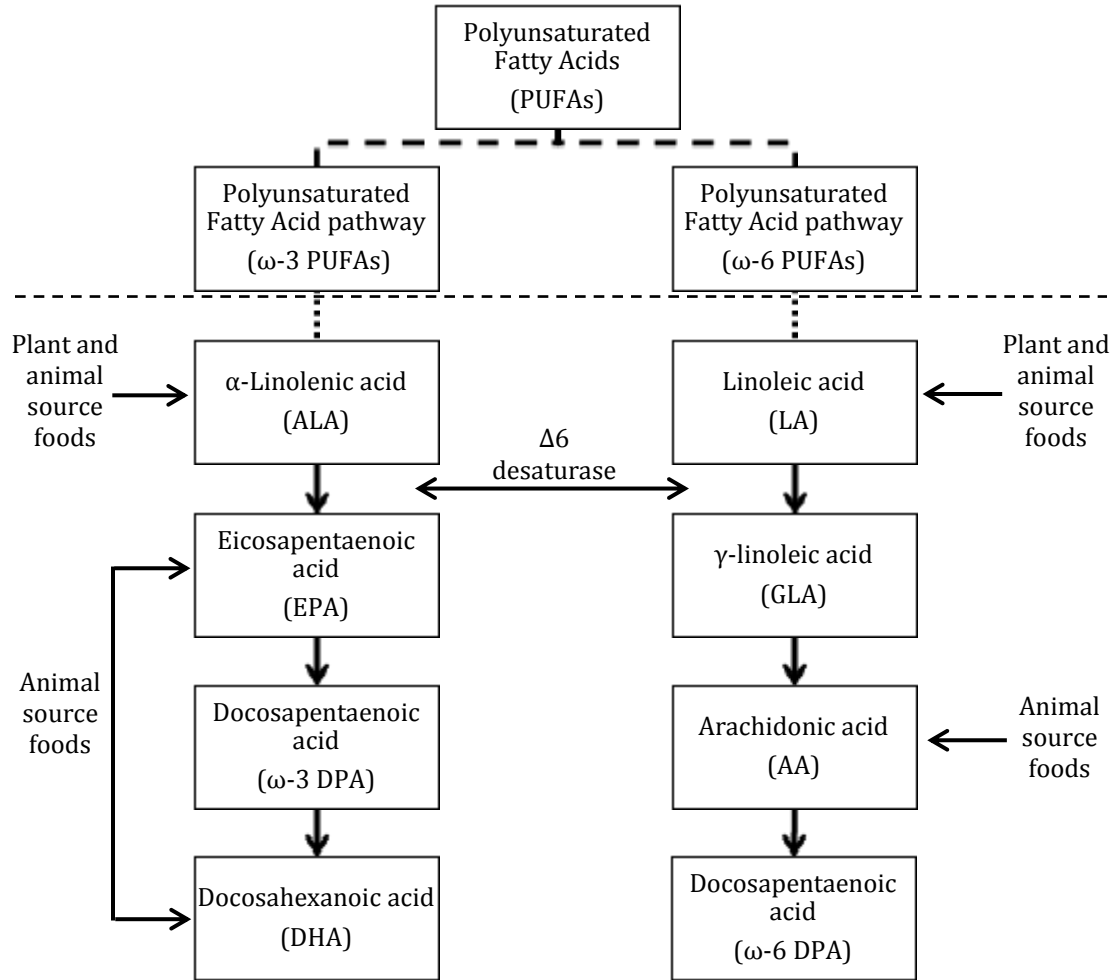 Polyunsaturated
Fatty Acids
(PUFAs)
Polyunsaturated
Fatty Acid pathway
(ω-3 PUFAs)
Polyunsaturated
Fatty Acid pathway
(ω-6 PUFAs)
Plant and
animal
source
foods
α-Linolenic acid
(ALA)
Linoleic acid
(LA)
Plant and
animal
source
foods
Δ6
desaturase
Eicosapentaenoic
acid
(EPA)
γ-linoleic acid
(GLA)
Animal
source
foods
Docosapentaenoic
acid
(ω-3 DPA)
Arachidonic acid
(AA)
Animal
source
foods
Docosahexanoic acid
(DHA)
Docosapentaenoic
acid
(ω-6 DPA)